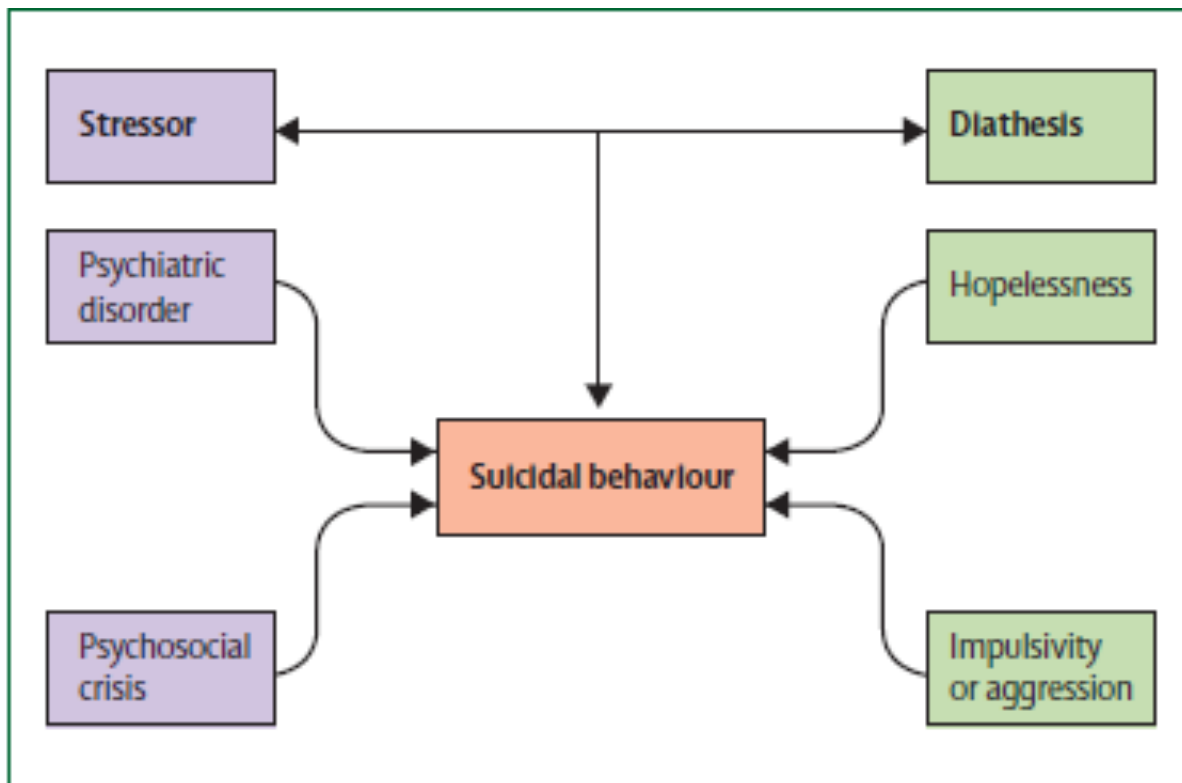 Stressor
Diathesis
Psychiatric
disorder
Hopelessness
Suicidal behaviour
Psychosocial
crisis
Impulsivity
or aggression